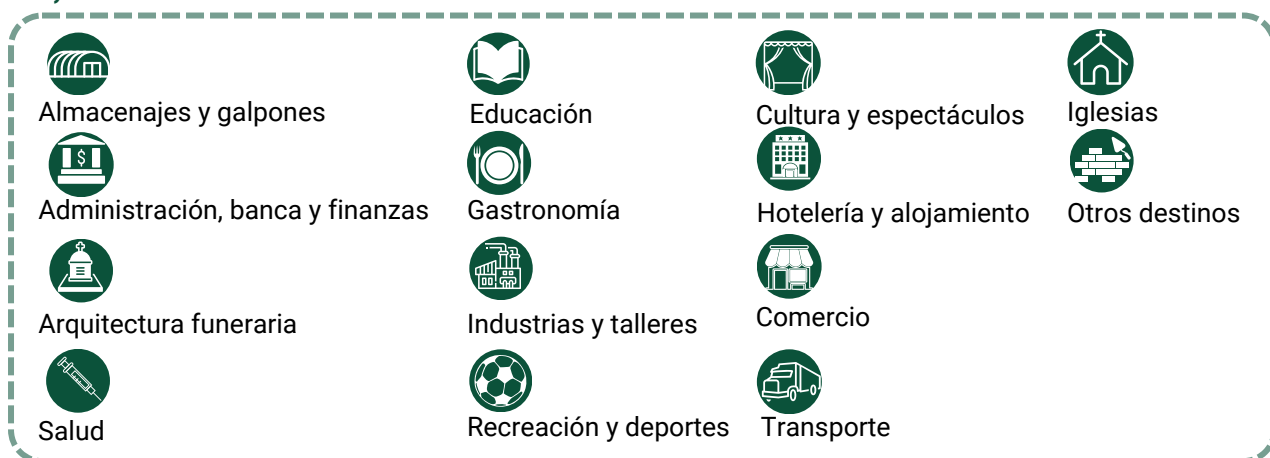 Almacenajes y galpones
Educación
Cultura y espectáculos
Iglesias
Administración, banca y finanzas
Gastronomía
Hotelería y alojamiento
Otros destinos
Arquitectura funeraria
Industrias y talleres
Comercio
Salud
Recreación y deportes
Transporte